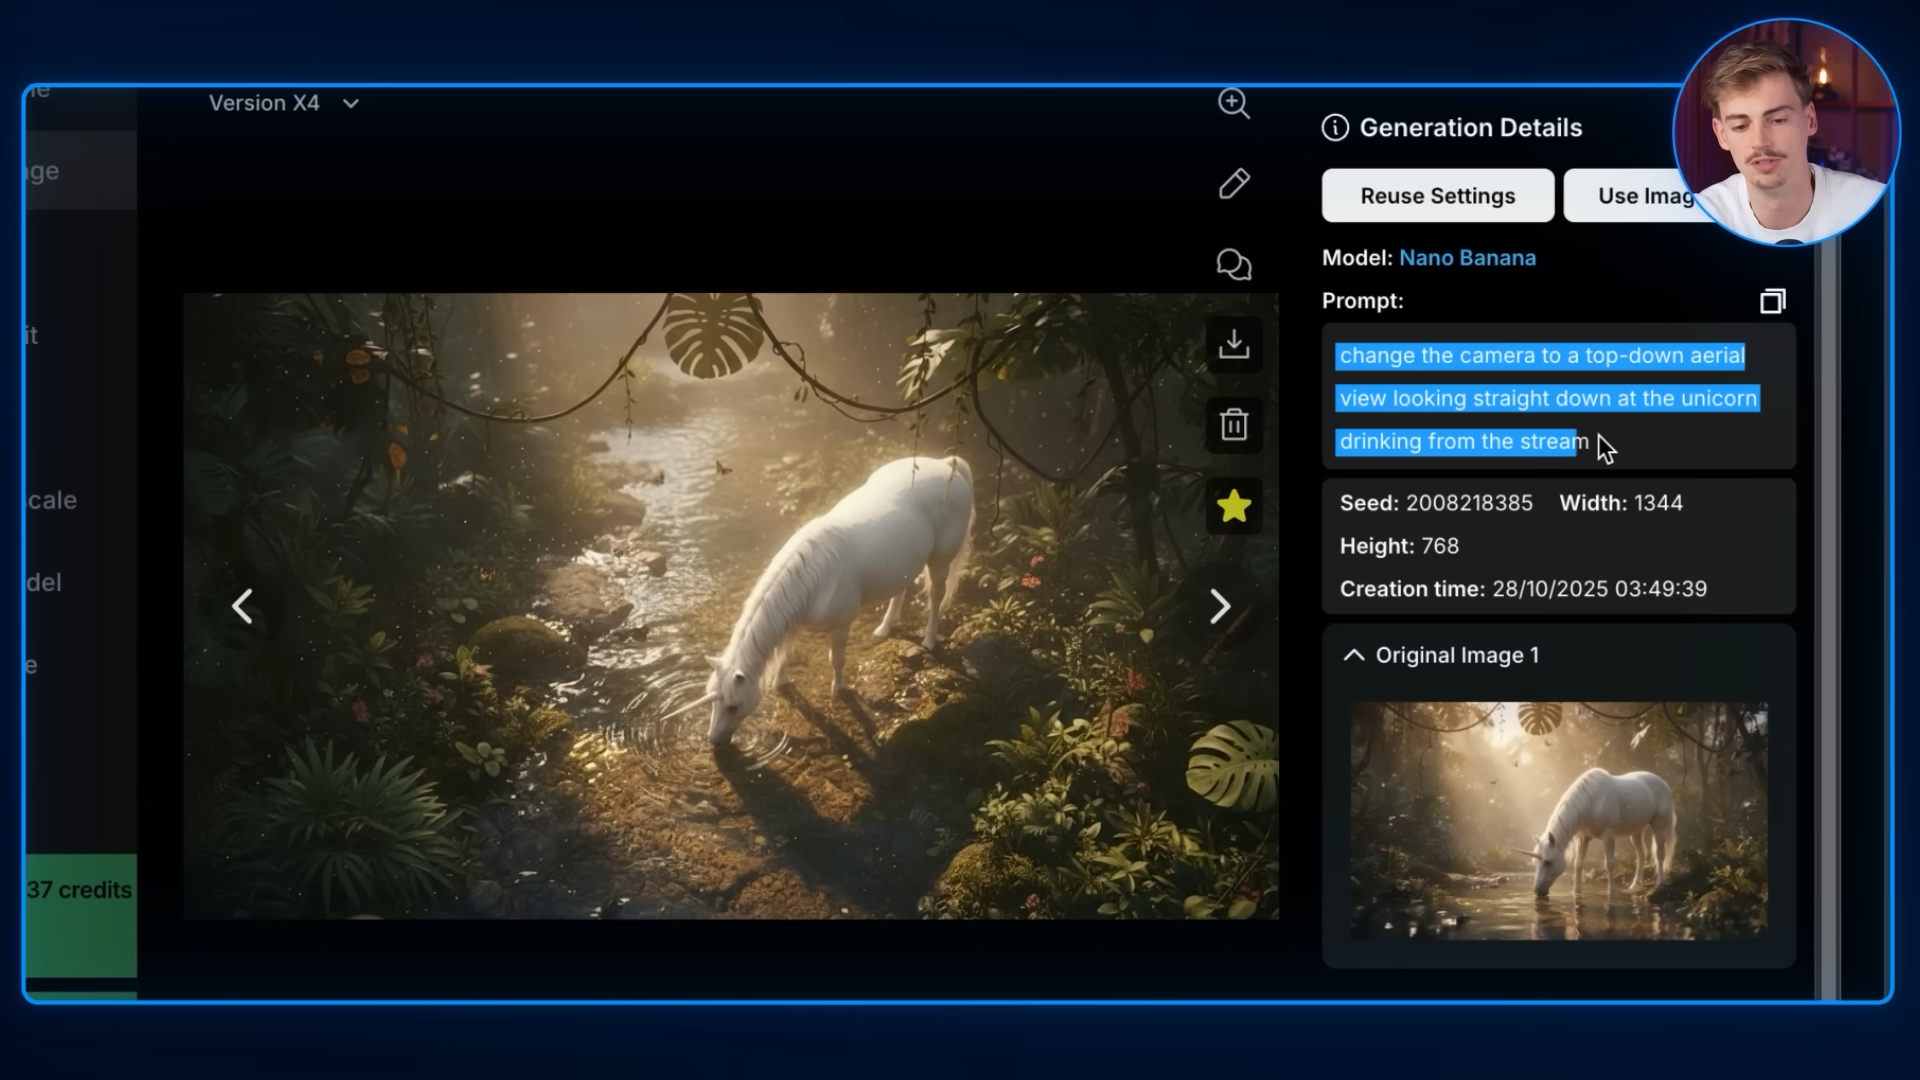 Version X4
Generation Details
Reuse Settings
Use Imag
Model: Nano Banana
Prompt:
change the camera to a top-down aerial
view looking straight down at the unicorn
drinking from the stream
Seed: 2008218385 Width: 1344
Height: 768
Creation time: 28/10/2025 03:49:39
Original Image 1
ge
it
scale
del
e
37 credits